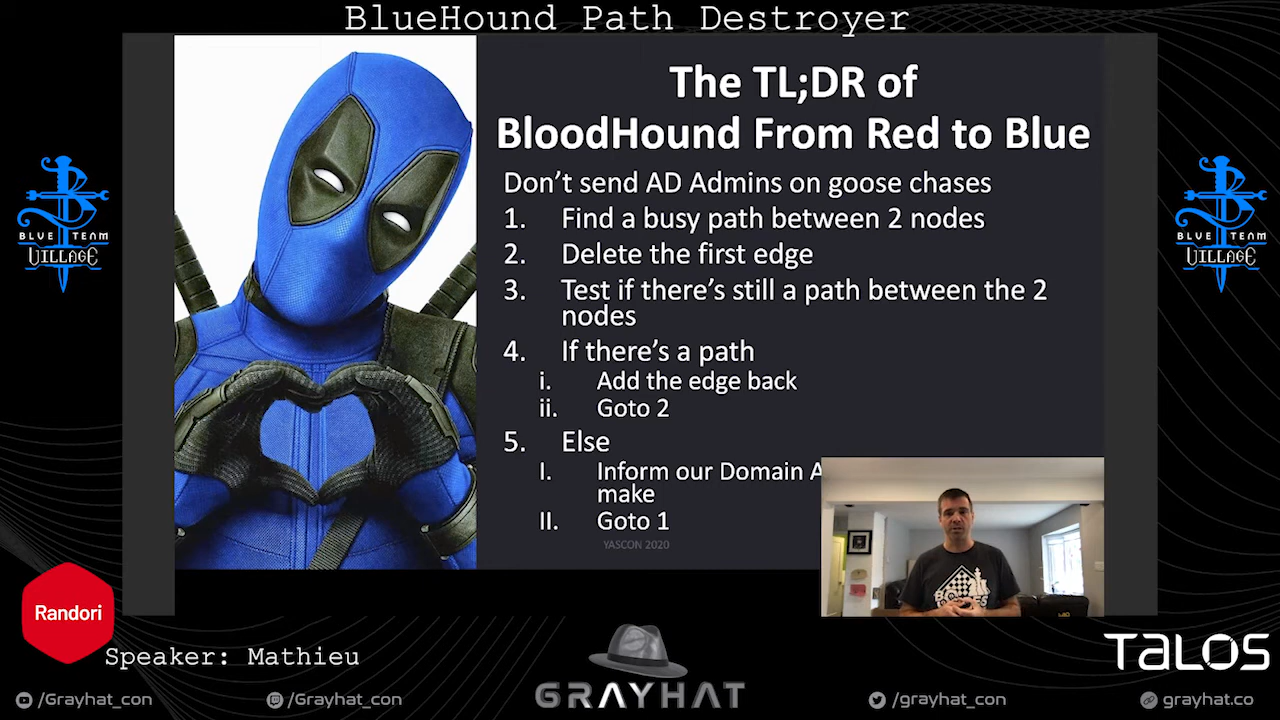 BlueHound Path Destroyer
The TL;DR of
BloodHound From Red to Blue
Don't send AD Admins on goose chases
1. Find a busy path between 2 nodes
2. Delete the first edge
3. Test if there's still a path between the 2
nodes
4. If there's a path
i. Add the edge back
ii. Goto 2
5. Else
I. Inform our Domain A
make
II. Goto 1
YASCON 2020
BLUE TEAM
VILLAGE
BLUE TEAM
VILLAGE
Randori
Speaker: Mathieu
GRAYHAT
TALOS
/Grayhat_con
/Grayhat_con
/grayhat_con
grayhat.co